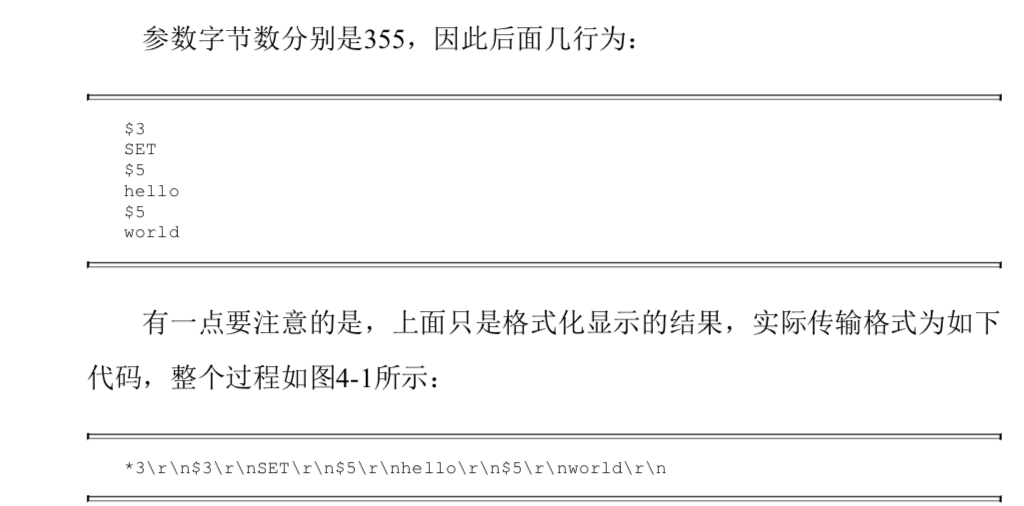 参数字节数分别是355，因此后面几行为：
$3
SET
$5
hello
$5
world
有一点要注意的是，上面只是格式化显示的结果，实际传输格式为如下
代码，整个过程如图4-1所示：
*3\r\n$3\r\nSET\r\n$5\r\nhello\r\n$5\r\nworld\r\n